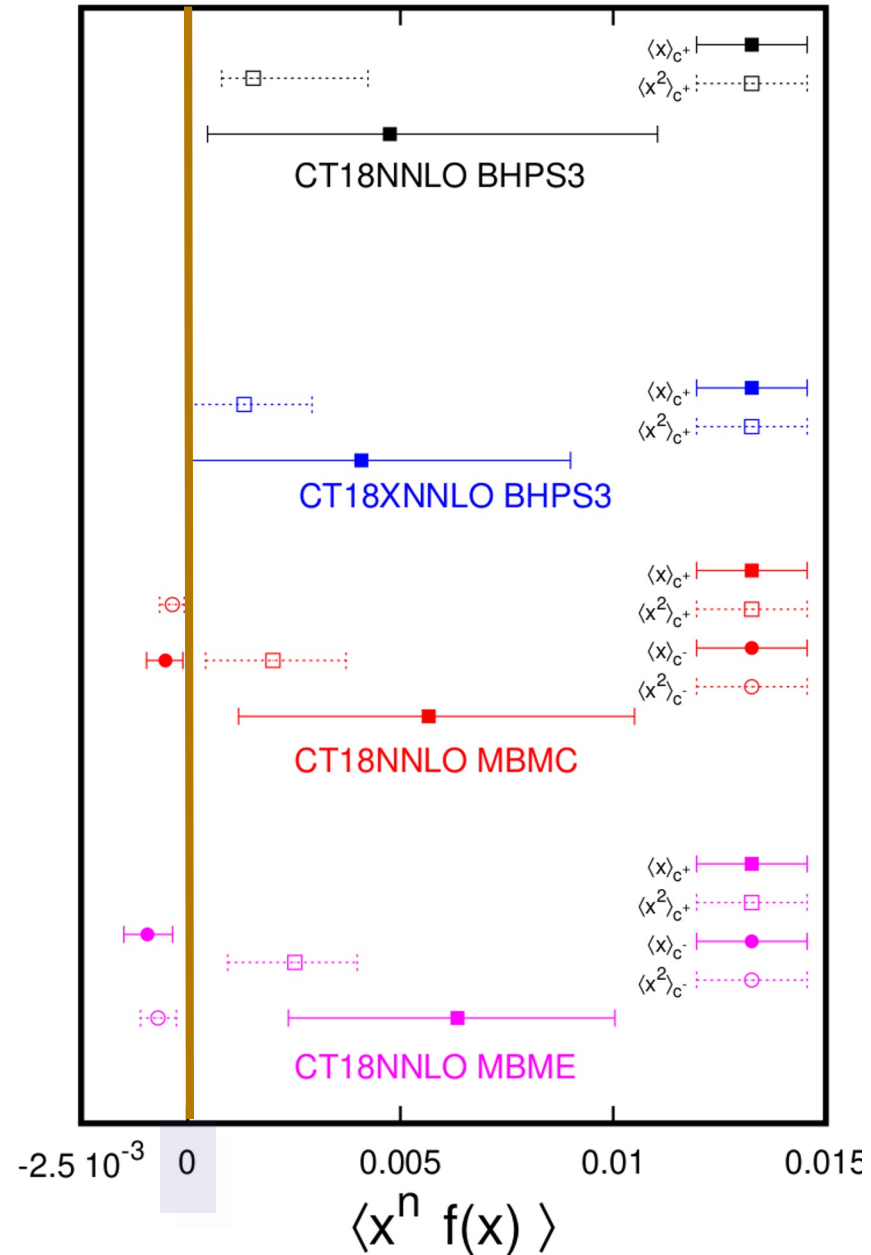 ⟨x⟩c+
⟨x²⟩c+
CT18NNLO BHPS3
⟨x⟩c+
⟨x²⟩c+
CT18XNNLO BHPS3
⟨x⟩c+
⟨x²⟩c+
⟨x⟩c-
⟨x²⟩c-
CT18NNLO MBMC
⟨x⟩c+
⟨x²⟩c+
⟨x⟩c-
⟨x²⟩c-
CT18NNLO MBME
-2.5 10⁻³ 0 0.005 0.01 0.015
⟨xⁿ f(x) ⟩